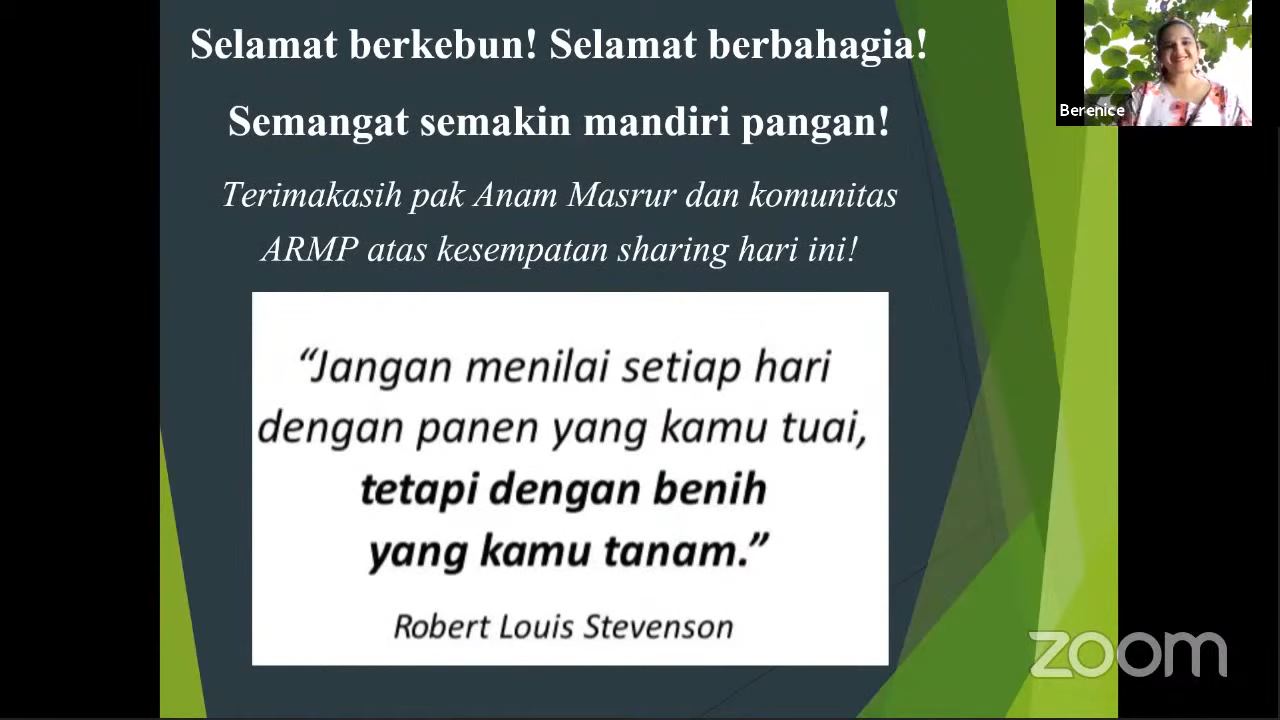 Selamat berkebun! Selamat berbahagia!
Semangat semakin mandiri pangan!
Terimakasih pak Anam Masrur dan komunitas
ARMP atas kesempatan sharing hari ini!
“Jangan menilai setiap hari
dengan panen yang kamu tuai,
tetapi dengan benih
yang kamu tanam.”
Robert Louis Stevenson
Berenice
zoom